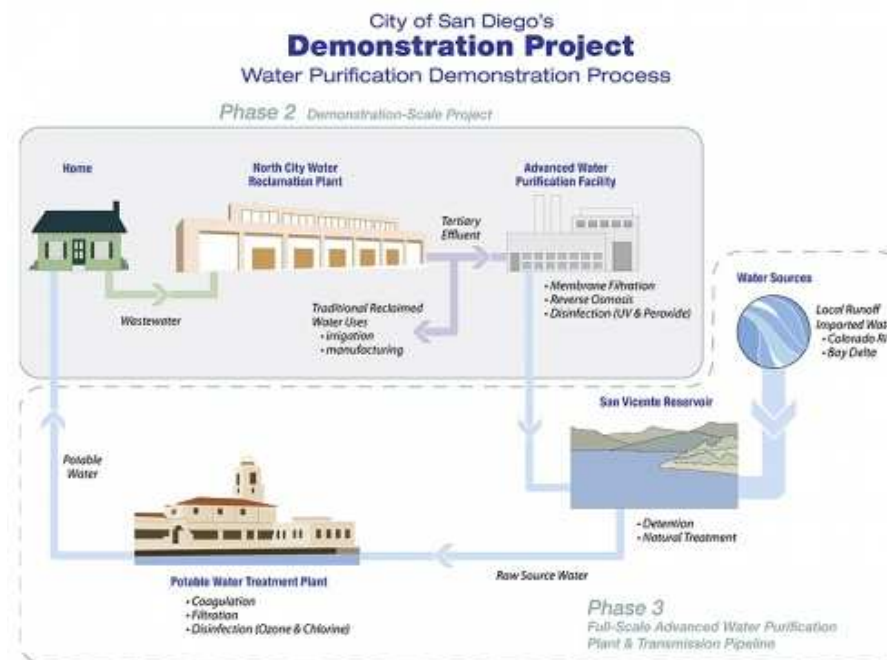 City of San Diego's
Demonstration Project
Water Purification Demonstration Process
Phase 2 Demonstration-Scale Project
Home
North City Water
Reclamation Plant
Advanced Water
Purification Facility
Tertiary
Effluent
• Membrane Filtration
• Reverse Osmosis
• Disinfection (UV & Peroxide)
Wastewater
Traditional Reclaimed
Water Uses
• irrigation
• manufacturing
Water Sources
Local Runoff
Imported Wat
• Colorado Ri
• Bay Delta
San Vicente Reservoir
• Detention
• Natural Treatment
Potable
Water
Raw Source Water
Potable Water Treatment Plant
• Coagulation
• Filtration
• Disinfection (Ozone & Chlorine)
Phase 3
Full-Scale Advanced Water Purification
Plant & Transmission Pipeline